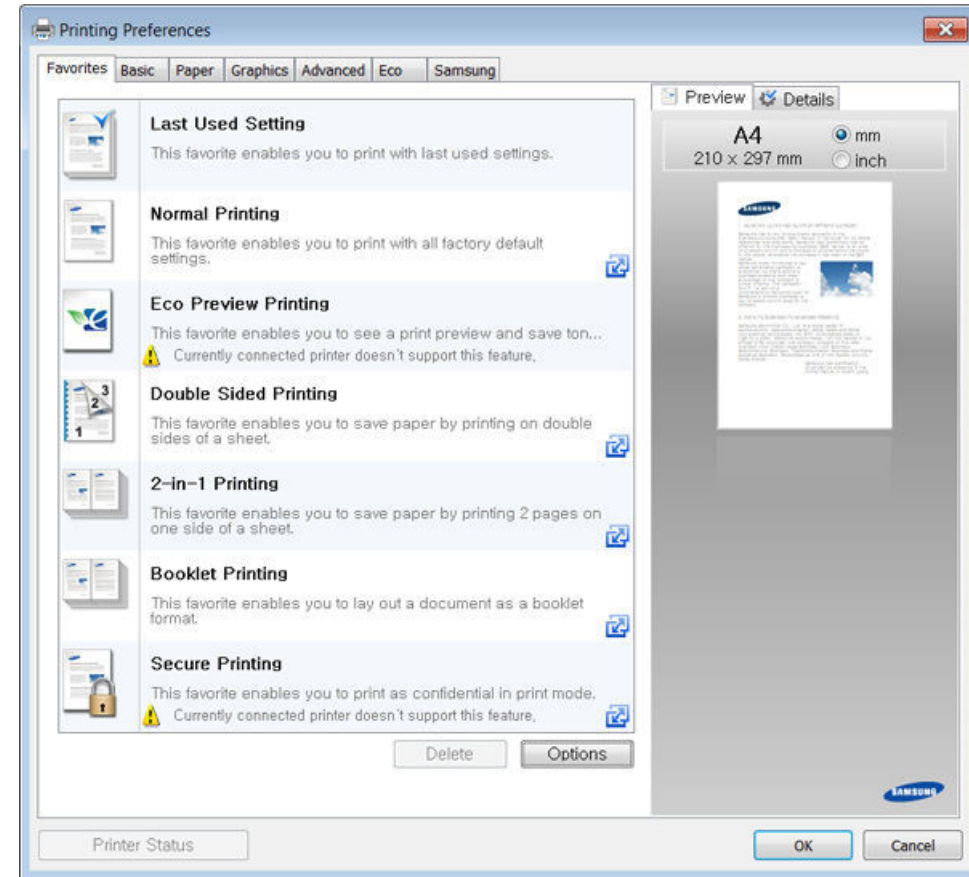 Printing Preferences
Favorites Basic Paper Graphics Advanced Eco Samsung
Last Used Setting
This favorite enables you to print with last used settings.
Normal Printing
This favorite enables you to print with all factory default
settings.
Eco Preview Printing
This favorite enables you to see a print preview and save ton...
Currently connected printer doesn't support this feature.
Double Sided Printing
This favorite enables you to save paper by printing on double
sides of a sheet.
3
2
1
2-in-1 Printing
This favorite enables you to save paper by printing 2 pages on
one side of a sheet.
Booklet Printing
This favorite enables you to lay out a document as a booklet
format.
Secure Printing
This favorite enables you to print as confidential in print mode.
Currently connected printer doesn't support this feature.
Delete Options
Preview Details
A4 mm
210 x 297 mm inch
SAMSUNG
SAMSUNG
Printer Status OK Cancel